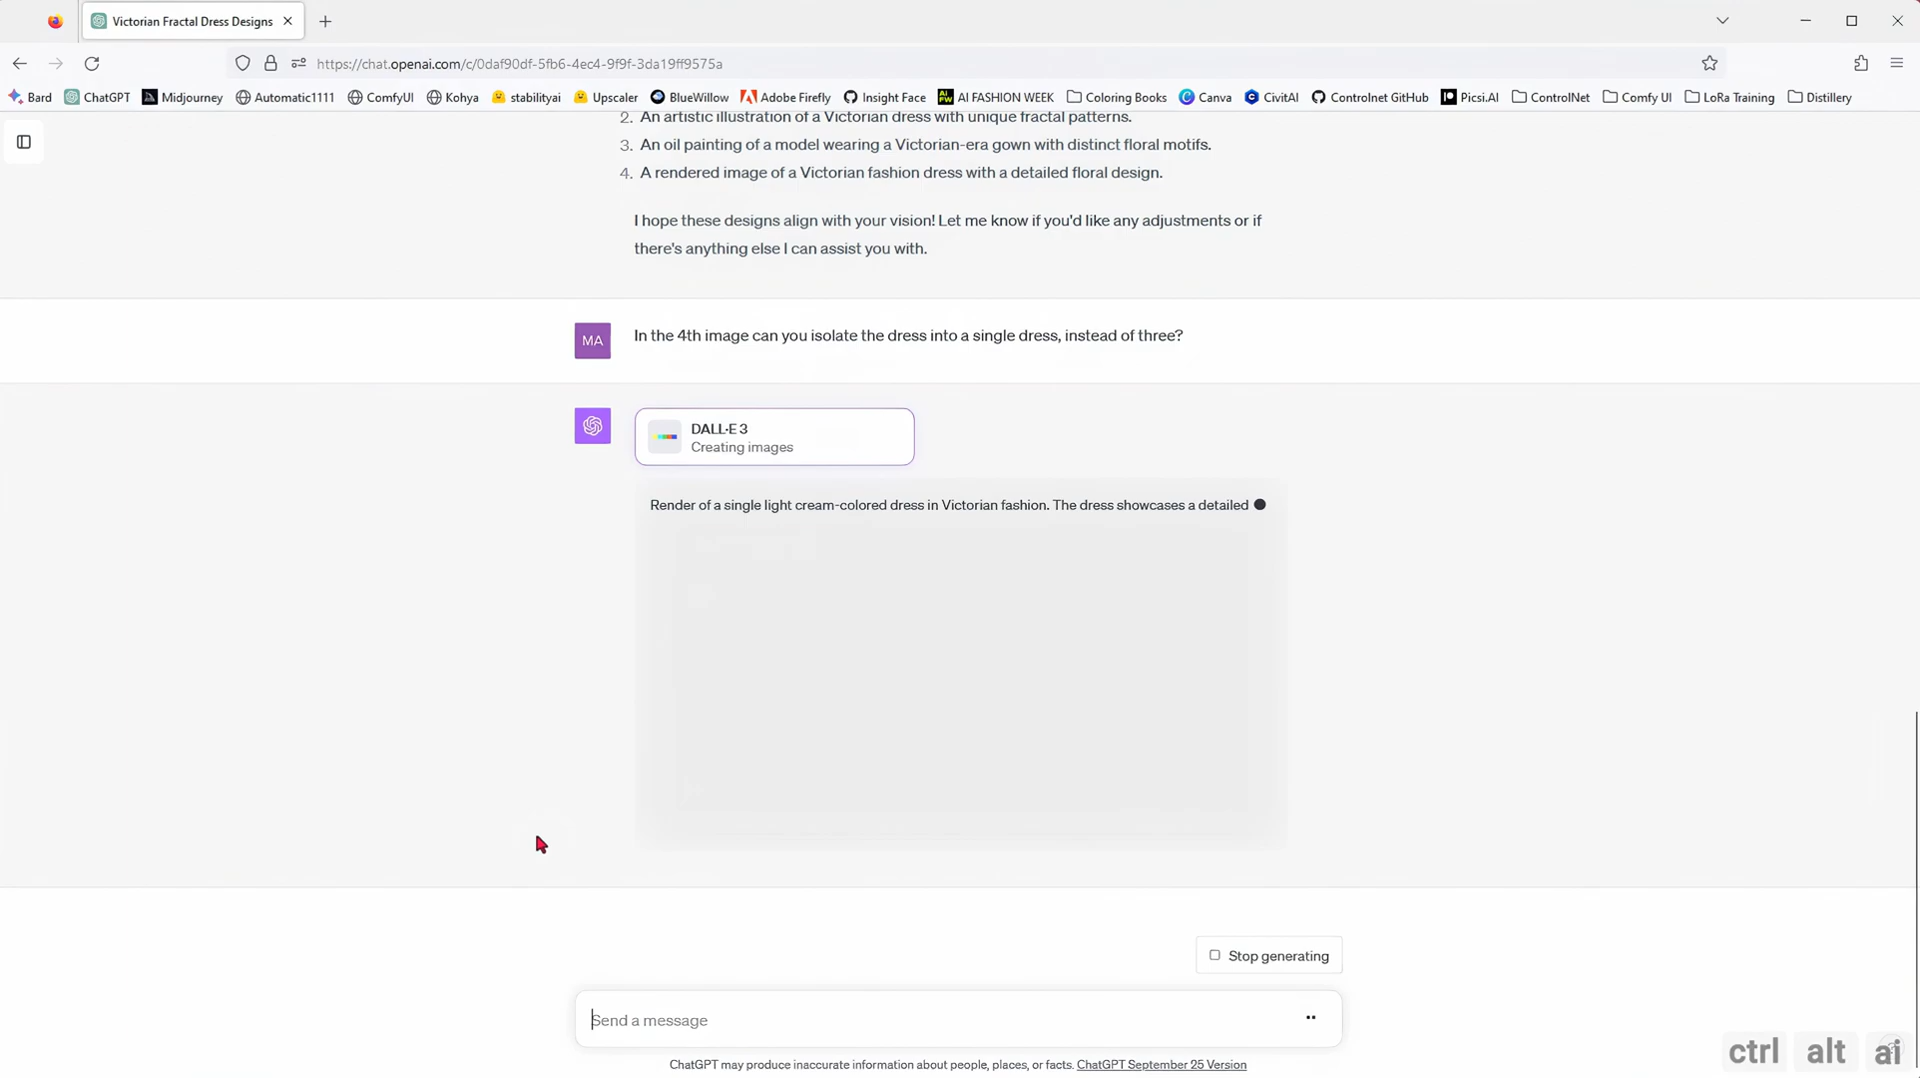 Victorian Fractal Dress Designs
https://chat.openai.com/c/0daf90df-5fb6-4ec4-9f9f-3da19ff9575a
Bard ChatGPT Midjourney Automatic1111 ComfyUI Kohya stabilityai Upscaler BlueWillow Adobe Firefly Insight Face AI FASHION WEEK Coloring Books Canva CivitAI Controlnet GitHub Picsi.AI ControlNet Comfy UI LoRa Training Distillery
2. An artistic illustration of a Victorian dress with unique fractal patterns.
3. An oil painting of a model wearing a Victorian-era gown with distinct floral motifs.
4. A rendered image of a Victorian fashion dress with a detailed floral design.
I hope these designs align with your vision! Let me know if you'd like any adjustments or if
there's anything else I can assist you with.
MA In the 4th image can you isolate the dress into a single dress, instead of three?
DALL·E 3
Creating images
Render of a single light cream-colored dress in Victorian fashion. The dress showcases a detailed
Stop generating
Send a message
ChatGPT may produce inaccurate information about people, places, or facts. ChatGPT September 25 Version
ctrl alt ai